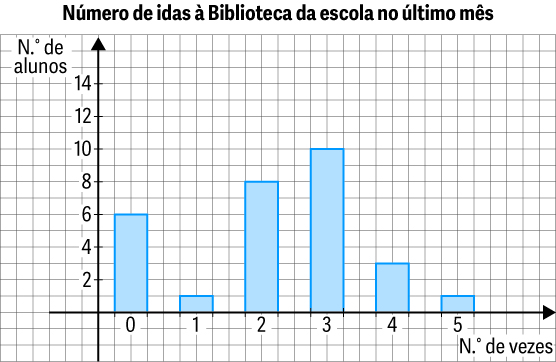 Número de idas à Biblioteca da escola no último mês
N.° de
alunos
14
12
10
8
6
4
2
0 1 2 3 4 5
N.° de vezes